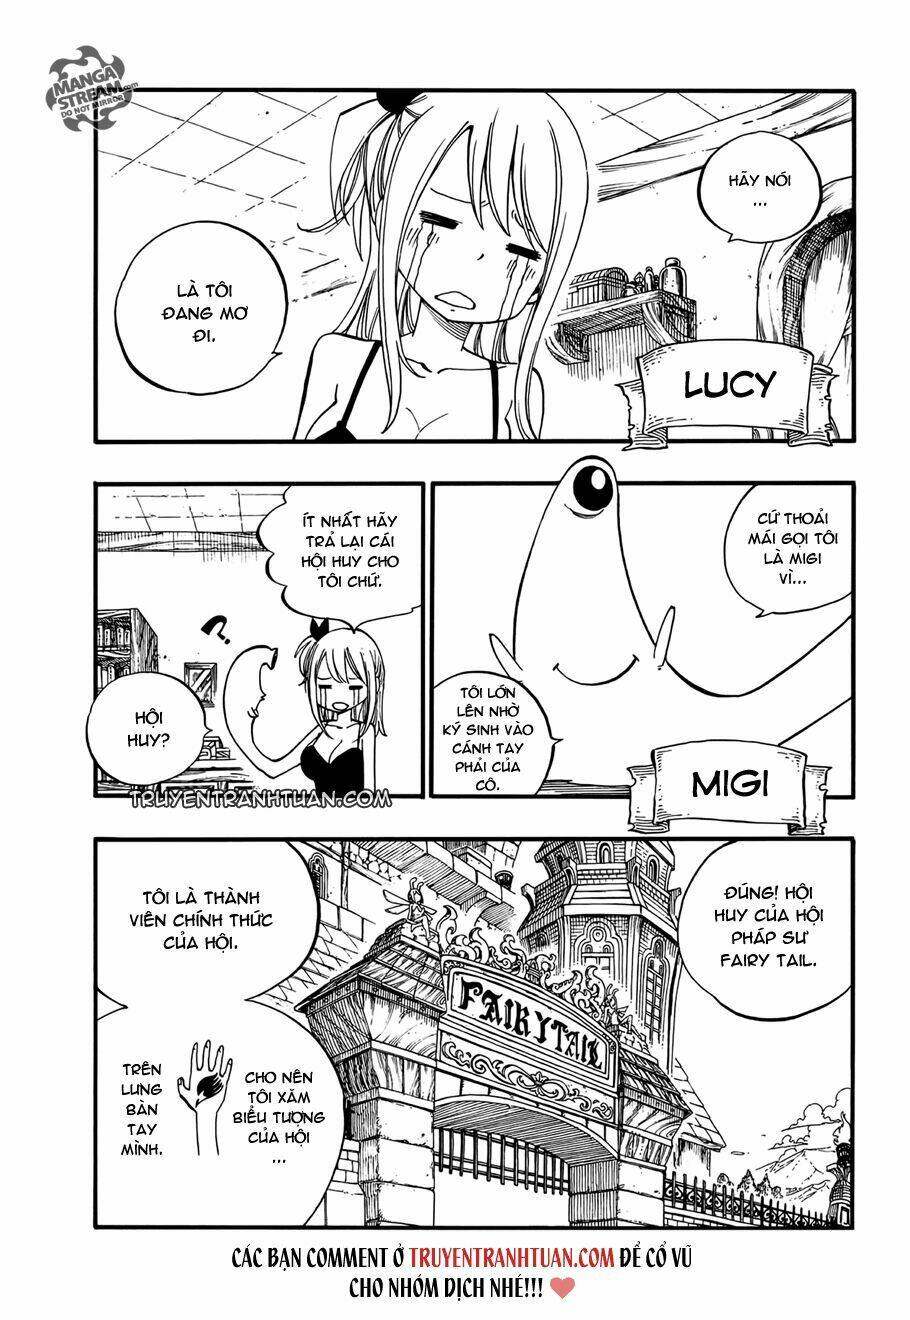 MANGA
STREAM.com
DO NOT MIRROR
HÃY NÓI
...
LÀ TÔI
ĐANG MƠ
ĐI.
LUCY
CỨ THOẢI
MÁI GỌI TÔI
LÀ MIGI
VÌ...
TÔI LỚN
LÊN NHỜ
KÝ SINH VÀO
CÁNH TAY
PHẢI CỦA
CÔ.
MIGI
ÍT NHẤT HÃY
TRẢ LẠI CÁI
HỘI HUY CHO
TÔI CHỨ.
?
HỘI
HUY?
TRUYENTRANHTUAN.COM
ĐÚNG! HỘI
HUY CỦA HỘI
PHÁP SƯ
FAIRY TAIL.
FAIRY TAIL
TÔI LÀ THÀNH
VIÊN CHÍNH THỨC
CỦA HỘI.
CHO NÊN
TÔI XĂM
BIỂU TƯỢNG
CỦA HỘI
...
TRÊN
LƯNG
BÀN
TAY
MÌNH.
CÁC BẠN COMMENT Ở TRUYENTRANHTUAN.COM ĐỂ CỔ VŨ
CHO NHÓM DỊCH NHÉ!!! ❤